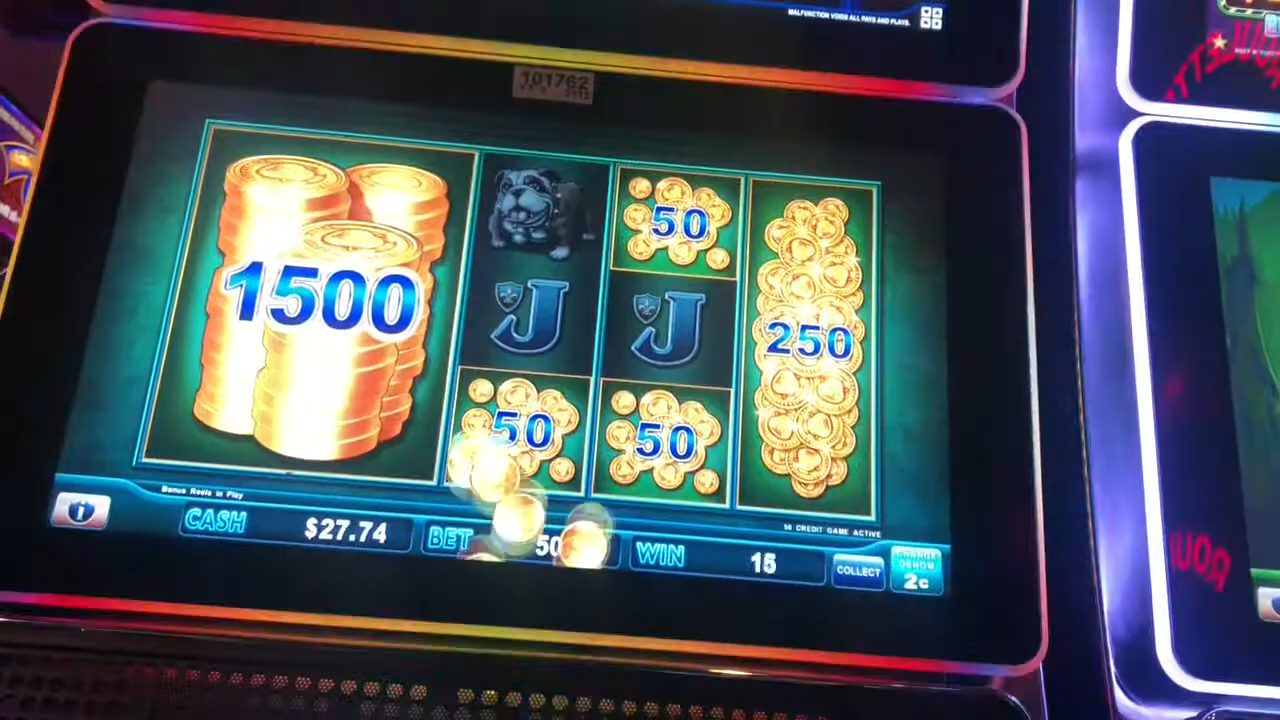 MALFUNCTION VOIDS ALL PAYS AND PLAYS.
101762
1500
50
250
J
J
50
50
Bonus Reels in Play
50 CREDIT GAME ACTIVE
CASH $27.74
BET 50
WIN 15
COLLECT
CHANGE DENOM
2¢